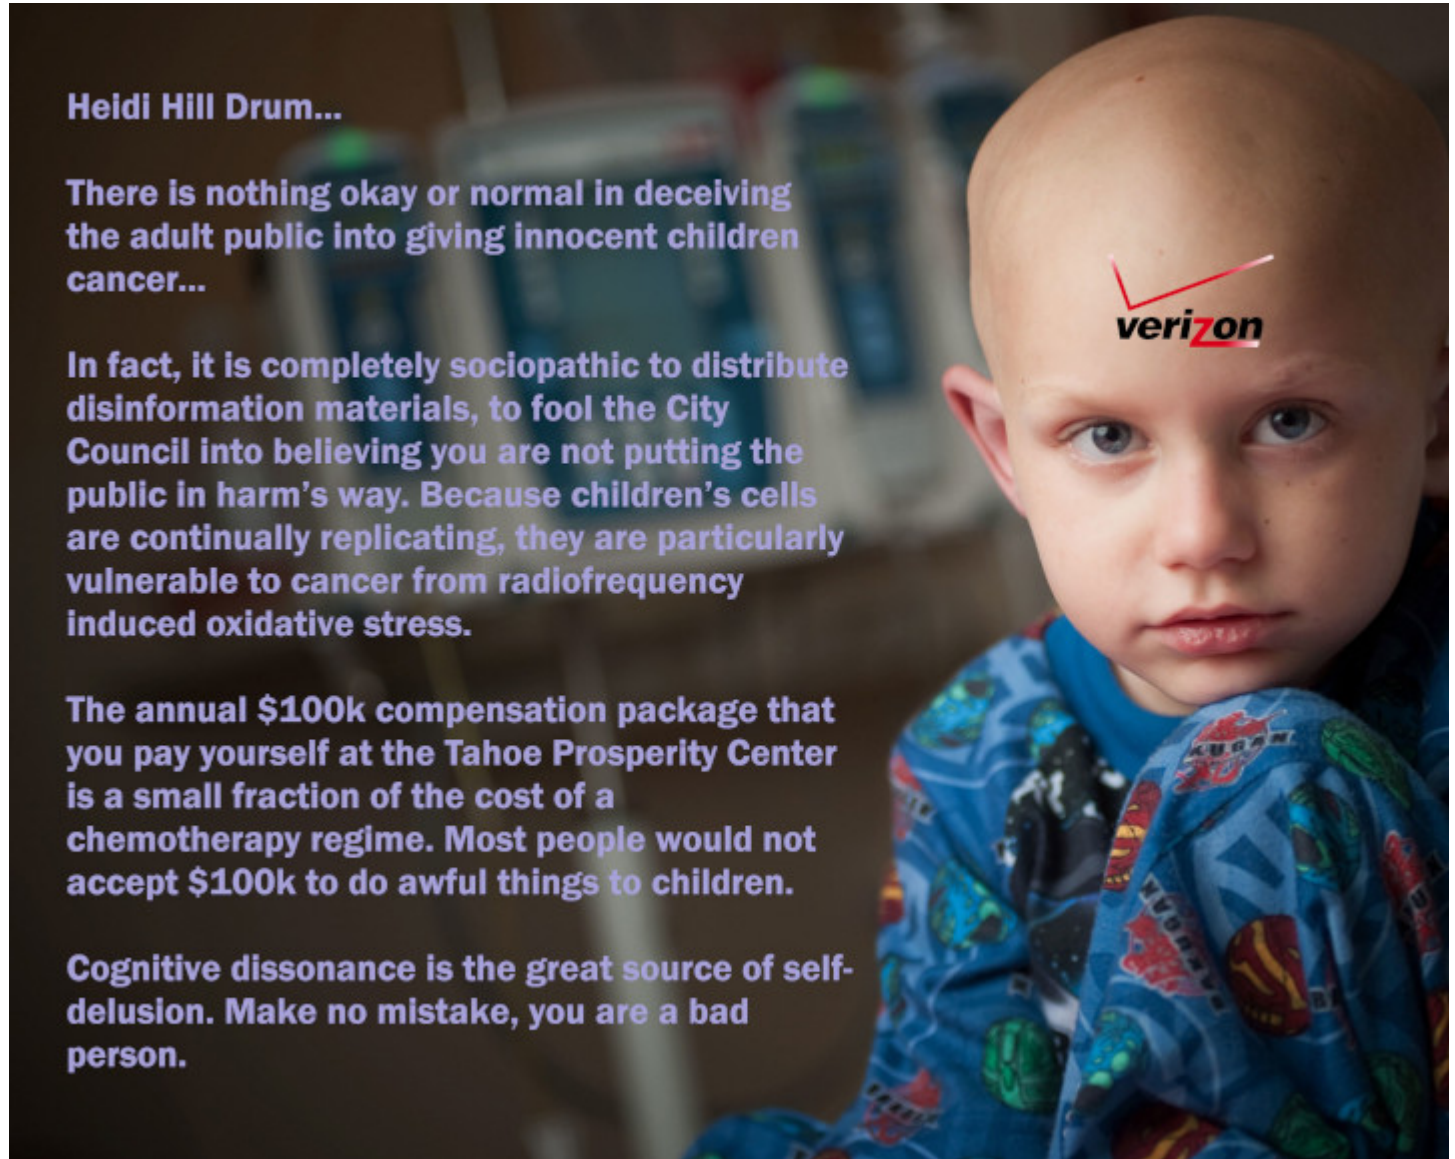 Heidi Hill Drum...
There is nothing okay or normal in deceiving
the adult public into giving innocent children
cancer...
In fact, it is completely sociopathic to distribute
disinformation materials, to fool the City
Council into believing you are not putting the
public in harm's way. Because children's cells
are continually replicating, they are particularly
vulnerable to cancer from radiofrequency
induced oxidative stress.
The annual $100k compensation package that
you pay yourself at the Tahoe Prosperity Center
is a small fraction of the cost of a
chemotherapy regime. Most people would not
accept $100k to do awful things to children.
Cognitive dissonance is the great source of self-
delusion. Make no mistake, you are a bad
person.
verizon